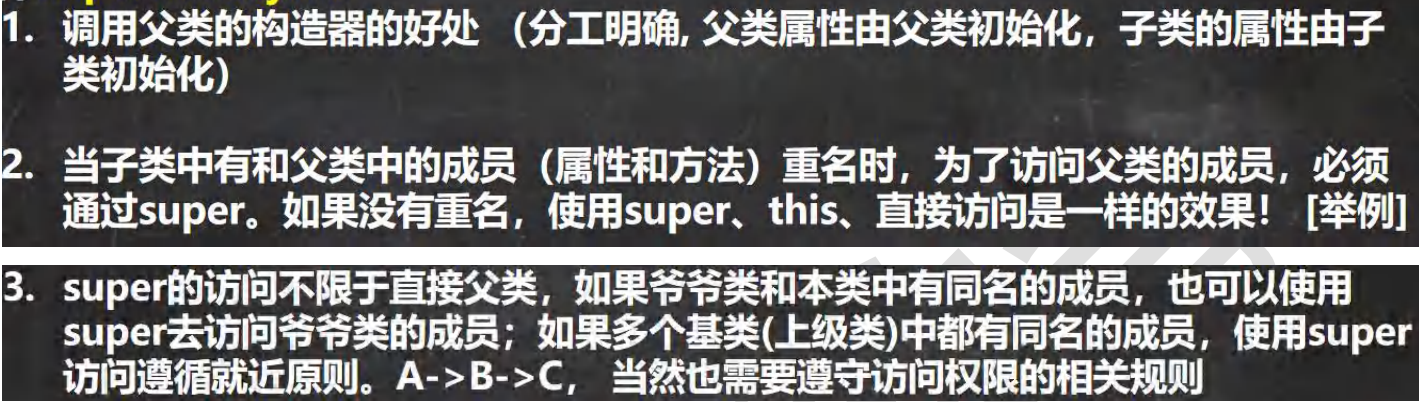 1. 调用父类的构造器的好处 （分工明确, 父类属性由父类初始化，子类的属性由子
类初始化）
2. 当子类中有和父类中的成员（属性和方法）重名时，为了访问父类的成员，必须
通过super。如果没有重名，使用super、this、直接访问是一样的效果！ [举例]
3. super的访问不限于直接父类，如果爷爷类和本类中有同名的成员，也可以使用
super去访问爷爷类的成员；如果多个基类(上级类)中都有同名的成员，使用super
访问遵循就近原则。A->B->C， 当然也需要遵守访问权限的相关规则